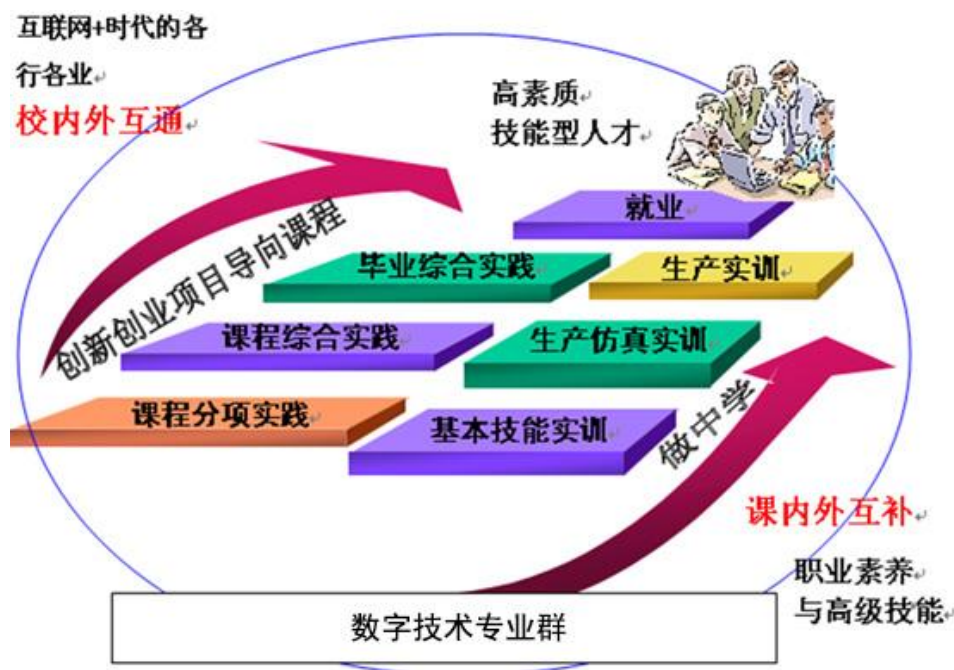 互联网+时代的各
行各业
校内外互通
高素质
技能型人才
就业
创新创业项目导向课程
毕业综合实践
生产实训
课程综合实践
生产仿真实训
课程分项实践
基本技能实训
做中学
课内外互补
职业素养
与高级技能
数字技术专业群